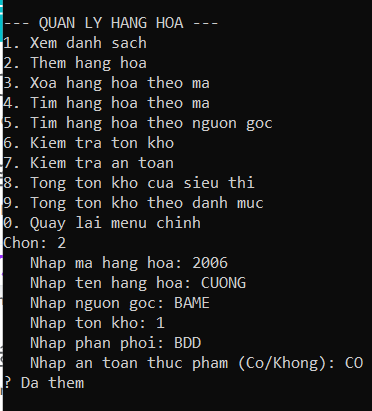 --- QUAN LY HANG HOA ---
1. Xem danh sach
2. Them hang hoa
3. Xoa hang hoa theo ma
4. Tim hang hoa theo ma
5. Tim hang hoa theo nguon goc
6. Kiem tra ton kho
7. Kiem tra an toan
8. Tong ton kho cua sieu thi
9. Tong ton kho theo danh muc
0. Quay lai menu chinh
Chon: 2
Nhap ma hang hoa: 2006
Nhap ten hang hoa: CUONG
Nhap nguon goc: BAME
Nhap ton kho: 1
Nhap phan phoi: BDD
Nhap an toan thuc pham (Co/Khong): CO
? Da them